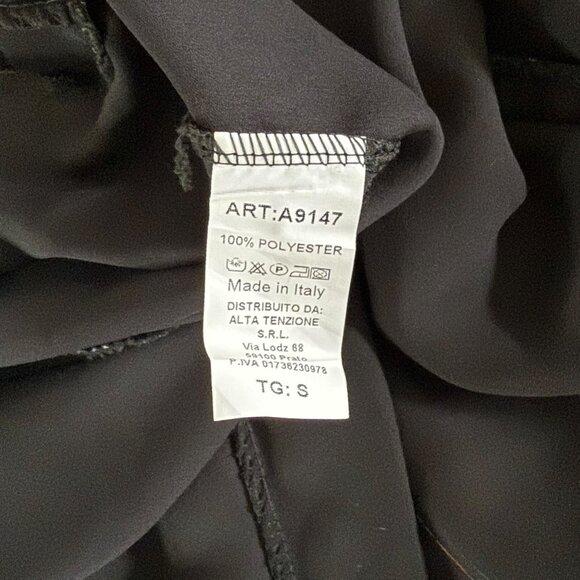 ART:A9147
100% POLYESTER
P
Made in Italy
DISTRIBUITO DA:
ALTA TENZIONE
S.R.L.
Via Lodz 68
59100 Prato
P.IVA 01736230978
TG: S